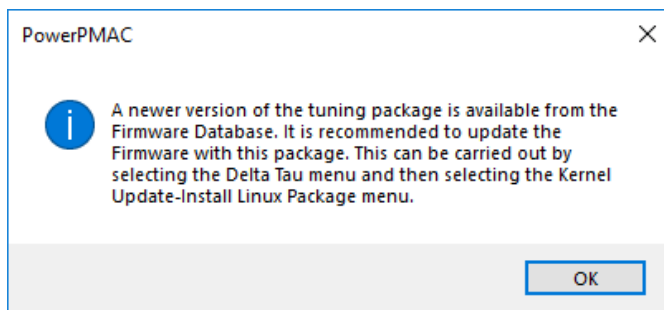 PowerPMAC
A newer version of the tuning package is available from the
Firmware Database. It is recommended to update the
Firmware with this package. This can be carried out by
selecting the Delta Tau menu and then selecting the Kernel
Update-Install Linux Package menu.
OK